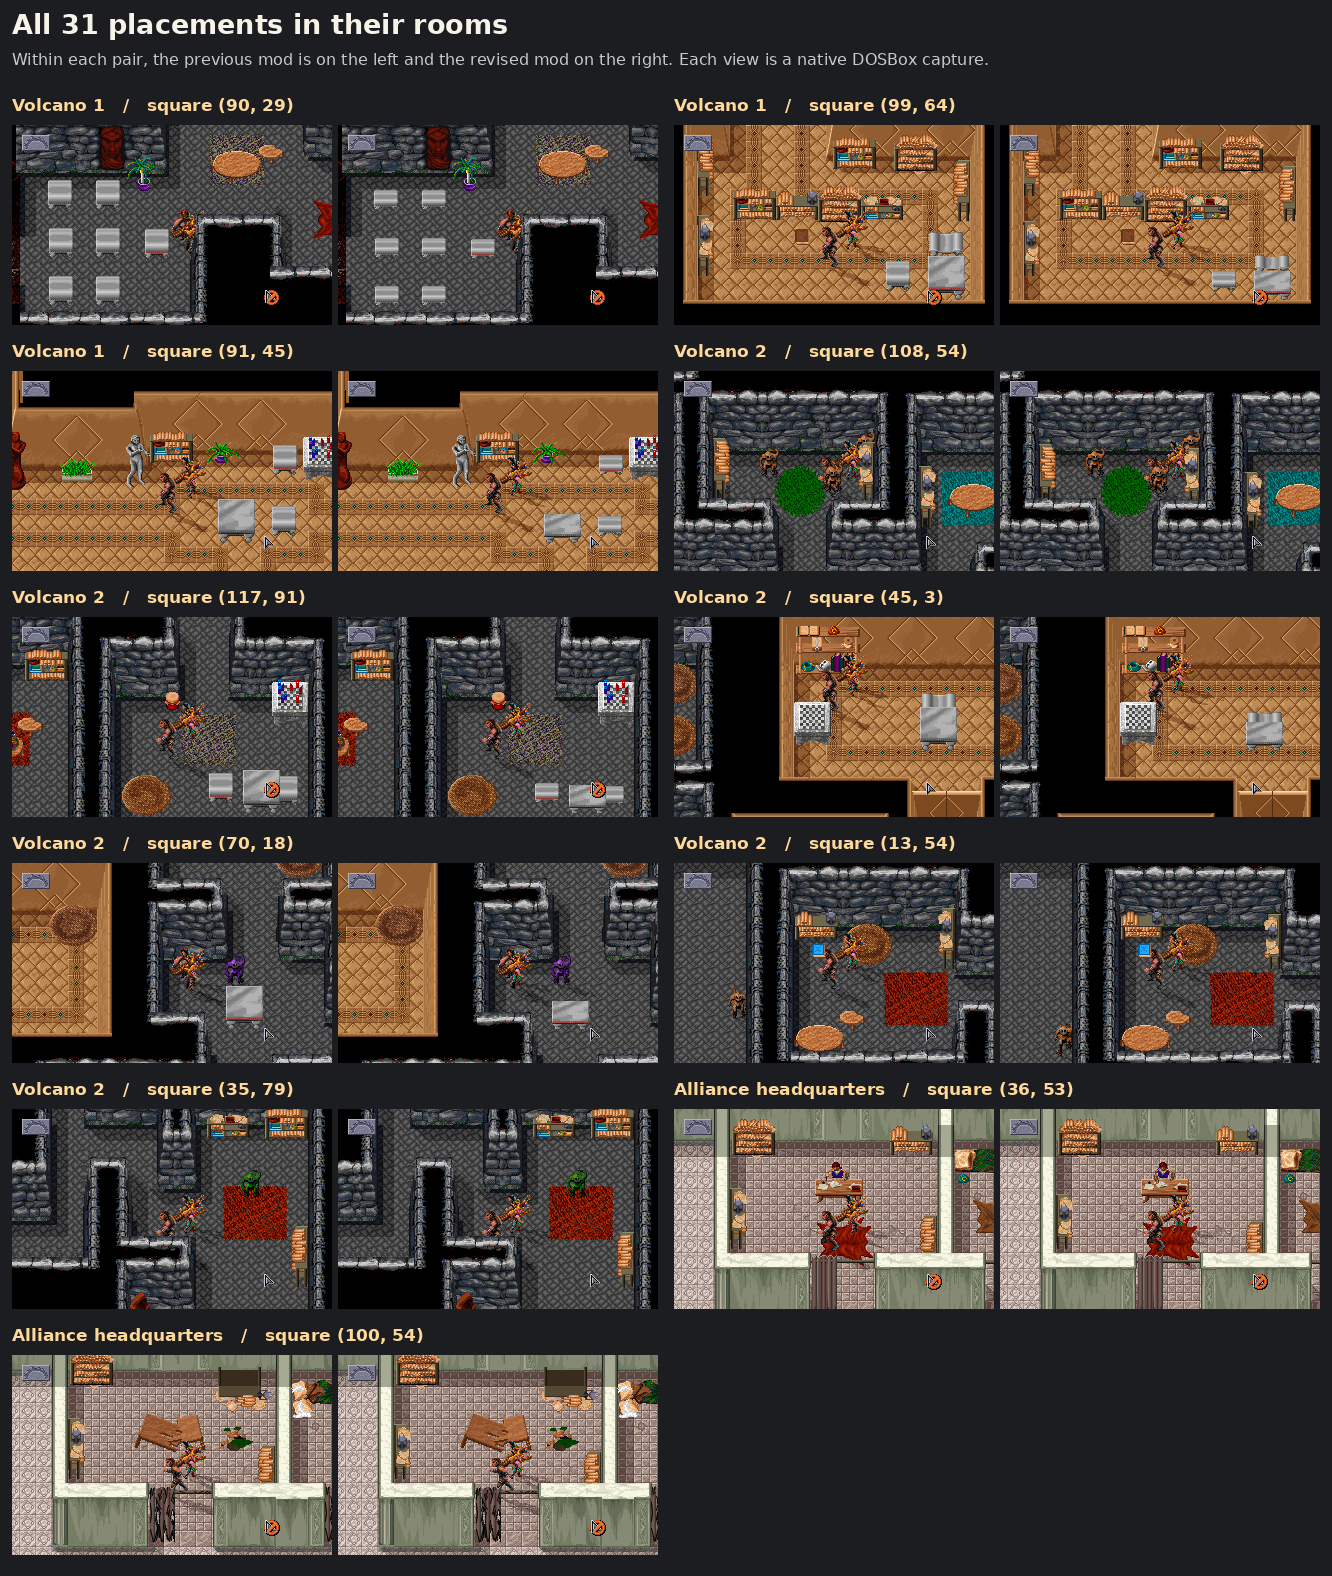 All 31 placements in their rooms
Within each pair, the previous mod is on the left and the revised mod on the right. Each view is a native DOSBox capture.
Volcano 1 / square (90, 29)
Volcano 1 / square (99, 64)
Volcano 1 / square (91, 45)
Volcano 2 / square (108, 54)
Volcano 2 / square (117, 91)
Volcano 2 / square (45, 3)
Volcano 2 / square (70, 18)
Volcano 2 / square (13, 54)
Volcano 2 / square (35, 79)
Alliance headquarters / square (36, 53)
Alliance headquarters / square (100, 54)